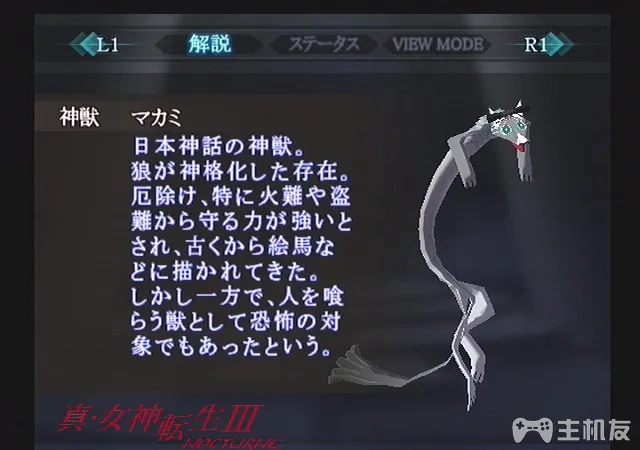 L1 解説 ステータス VIEW MODE R1
神獣 マカミ
日本神話の神獣。
狼が神格化した存在。
厄除け、特に火難や盗
難から守る力が強いと
され、古くから絵馬な
どに描かれてきた。
しかし一方で、人を喰
らう獣として恐怖の対
象でもあったという。
真・女神転生III
NOCTURNE
主机友